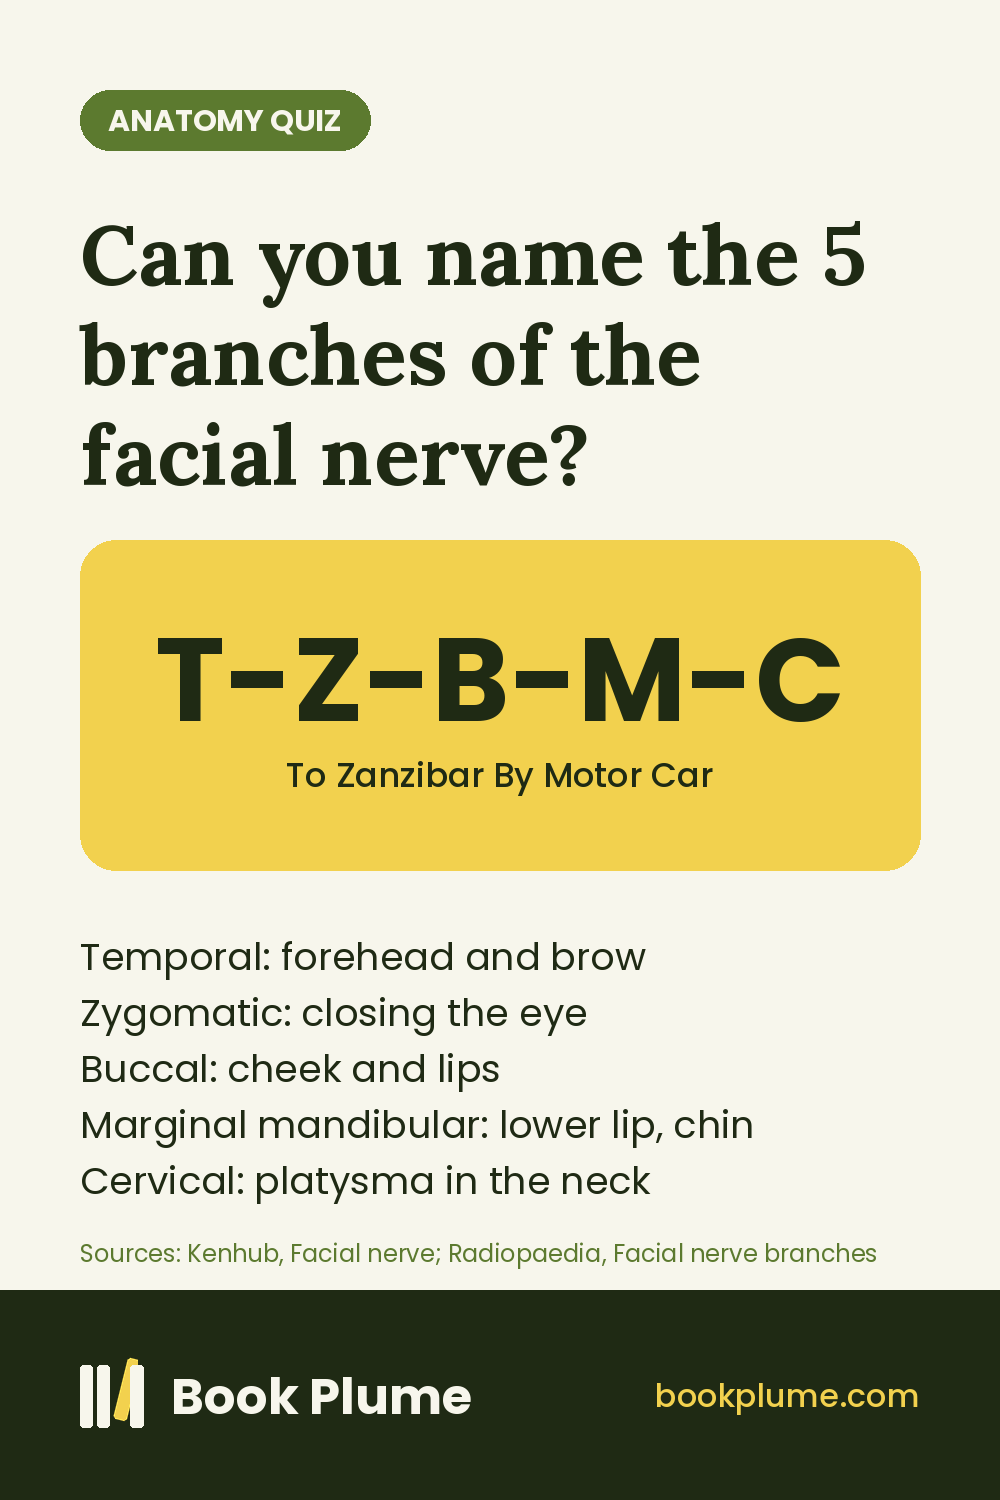 ANATOMY QUIZ
Can you name the 5
branches of the
facial nerve?
T-Z-B-M-C
To Zanzibar By Motor Car
Temporal: forehead and brow
Zygomatic: closing the eye
Buccal: cheek and lips
Marginal mandibular: lower lip, chin
Cervical: platysma in the neck
Sources: Kenhub, Facial nerve; Radiopaedia, Facial nerve branches
Book Plume
bookplume.com